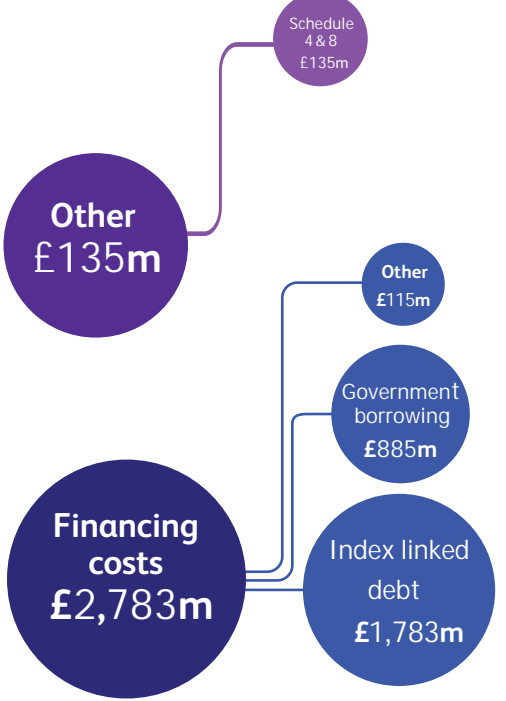 Schedule
4 & 8
£135m
Other
£135m
Other
£115m
Government
borrowing
£885m
Financing
costs
£2,783m
Index linked
debt
£1,783m